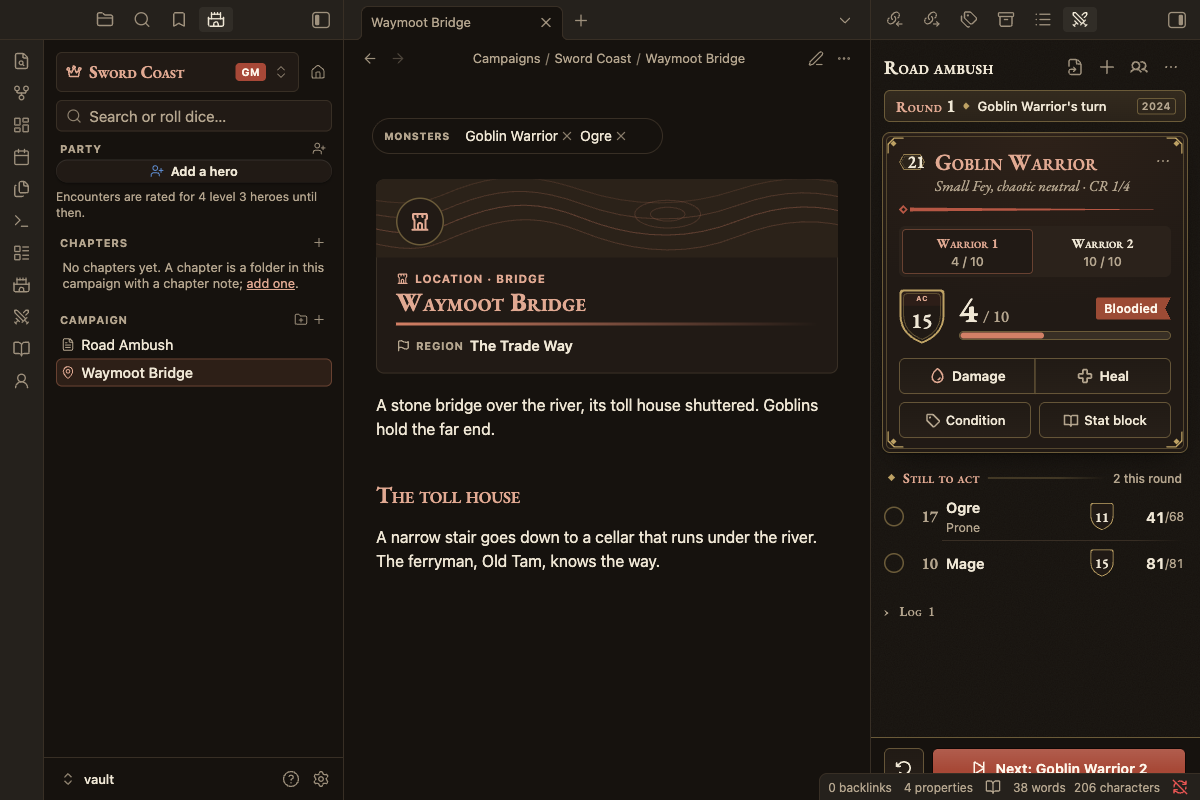 Waymoot Bridge
Sword Coast
GM
Search or roll dice...
PARTY
Add a hero
Encounters are rated for 4 level 3 heroes until
then.
CHAPTERS
No chapters yet. A chapter is a folder in this
campaign with a chapter note; add one.
CAMPAIGN
Road Ambush
Waymoot Bridge
vault
Campaigns / Sword Coast / Waymoot Bridge
MONSTERS Goblin Warrior Ogre
LOCATION · BRIDGE
Waymoot Bridge
REGION The Trade Way
A stone bridge over the river, its toll house shuttered. Goblins
hold the far end.
The toll house
A narrow stair goes down to a cellar that runs under the river.
The ferryman, Old Tam, knows the way.
Road ambush
Round 1 Goblin Warrior's turn 2024
21 Goblin Warrior
Small Fey, chaotic neutral · CR 1/4
Warrior 1 Warrior 2
4 / 10 10 / 10
AC
15 4 / 10 Bloodied
Damage Heal
Condition Stat block
Still to act 2 this round
17 Ogre 11 41/68
Prone
10 Mage 15 81/81
Log 1
Next: Goblin Warrior 2
0 backlinks 4 properties 38 words 206 characters